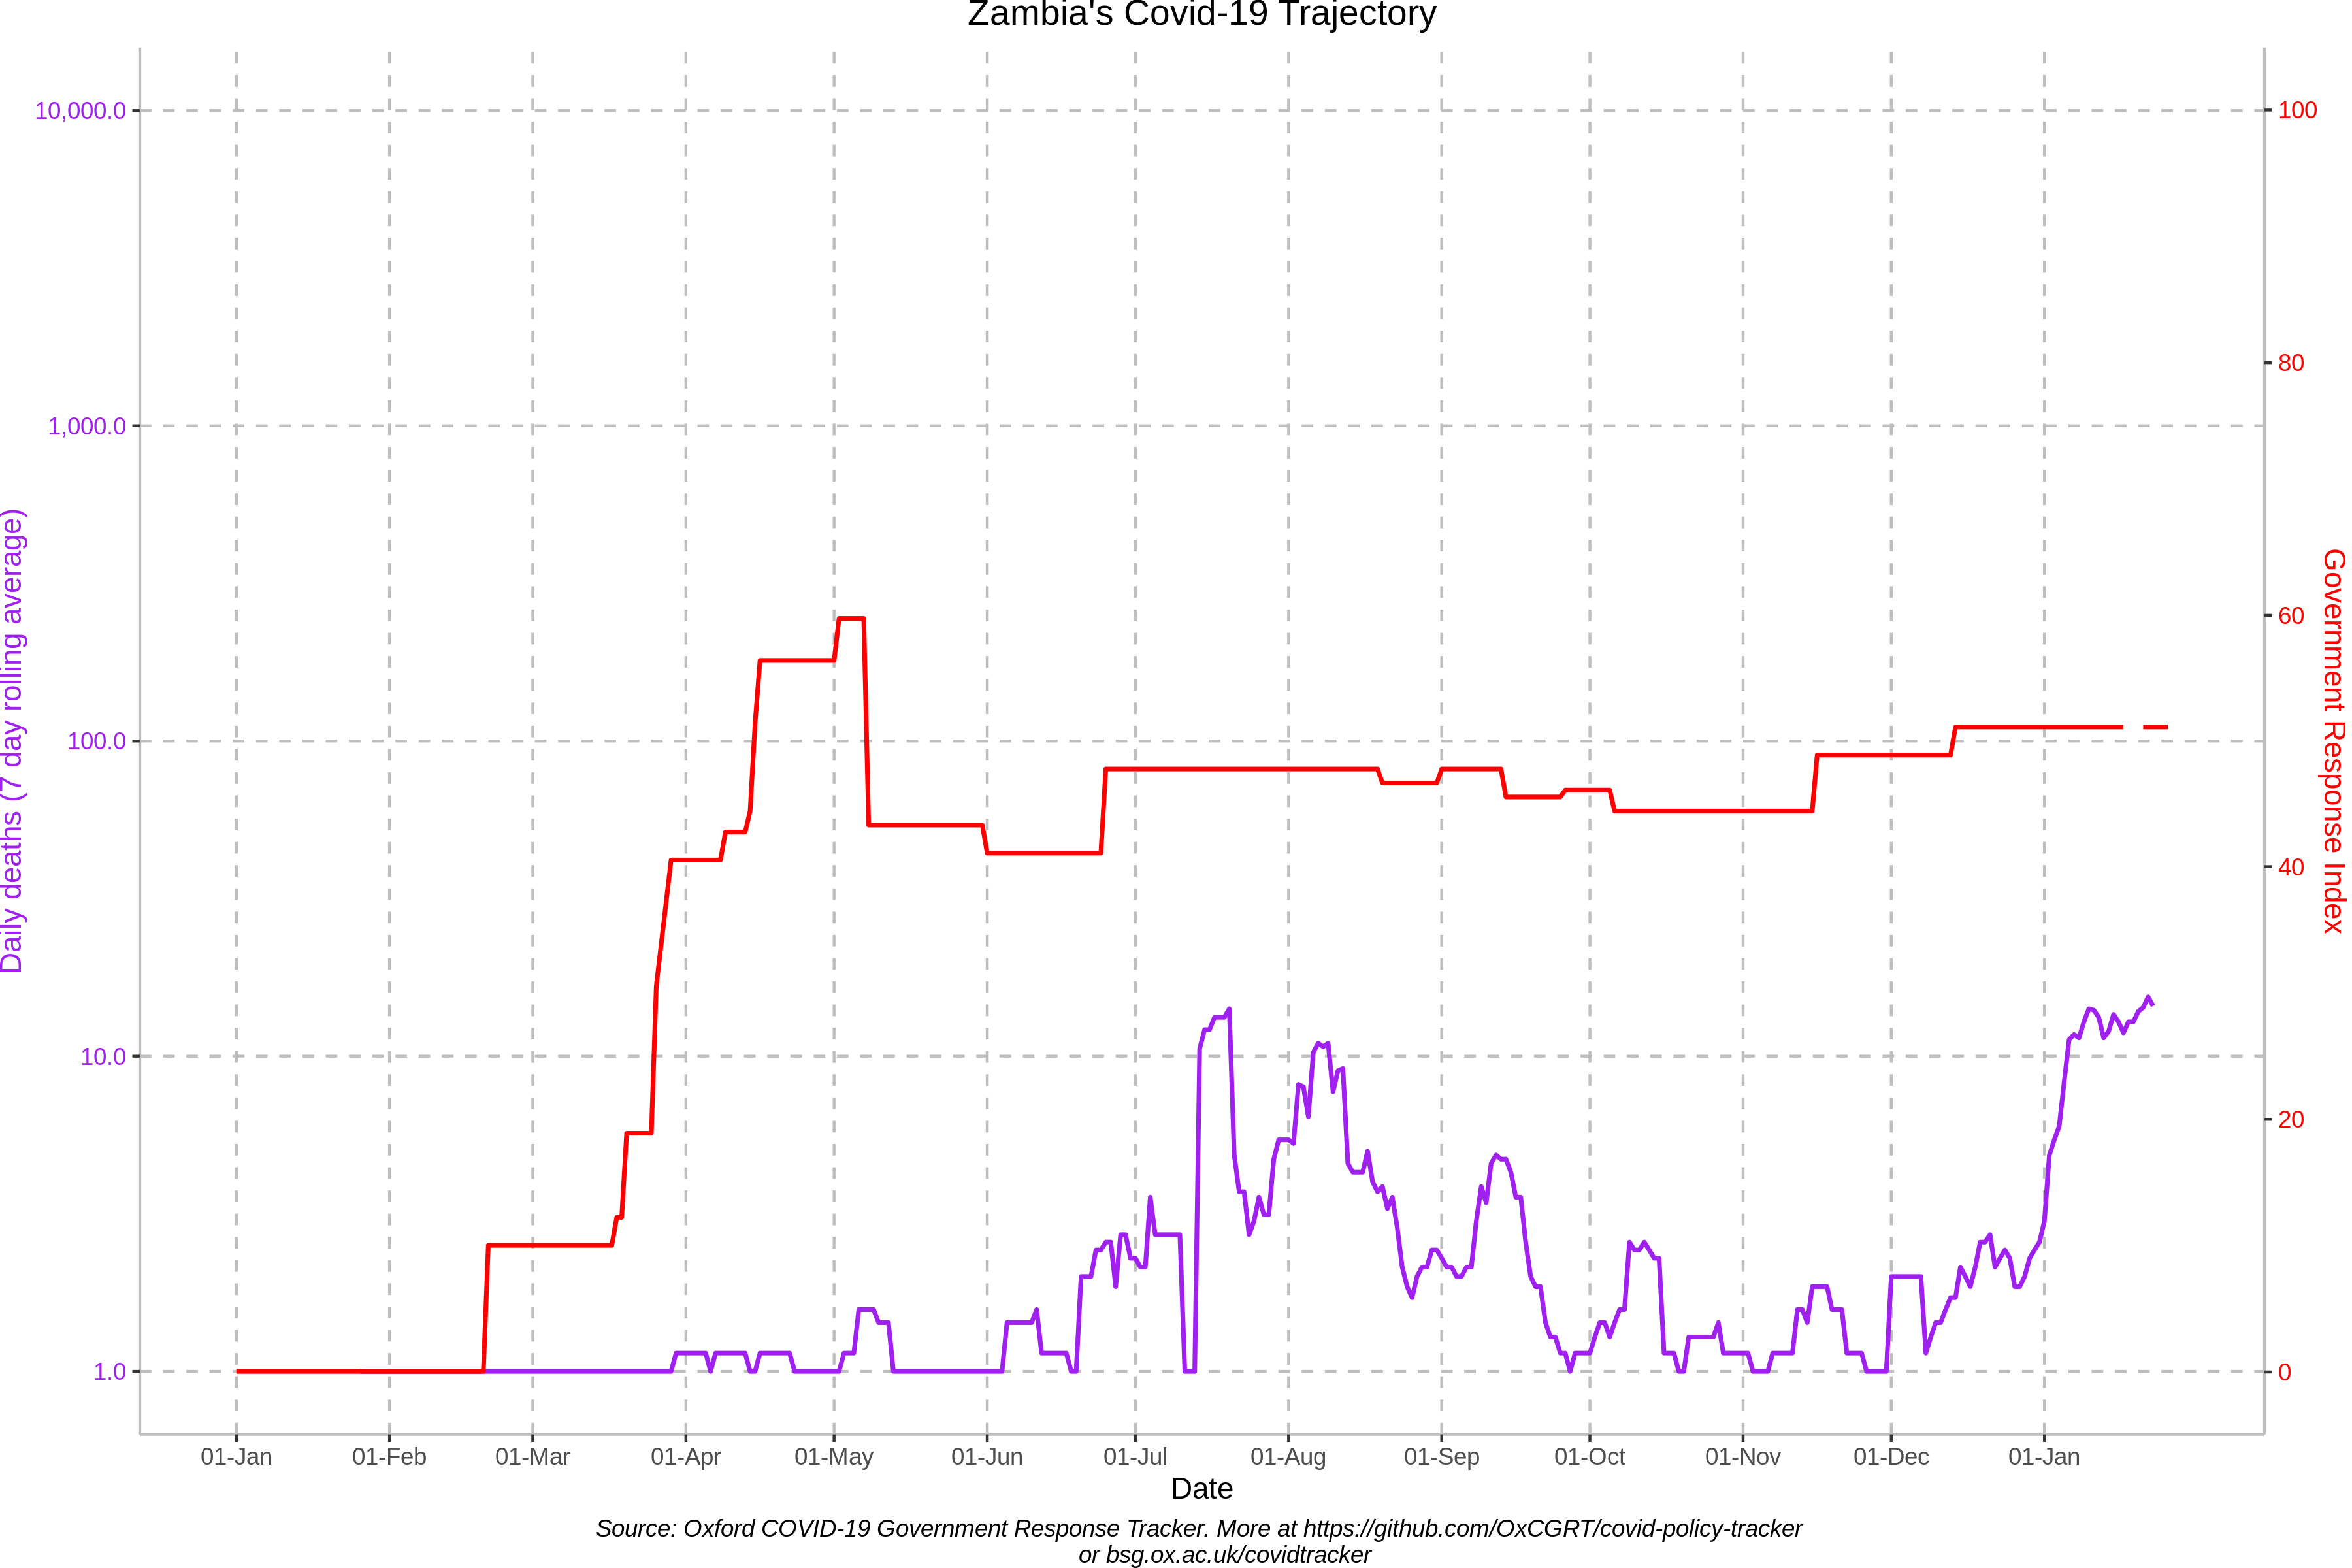 Zambia's Covid-19 Trajectory
10,000.0
1,000.0
100.0
10.0
1.0
Daily deaths (7 day rolling average)
100
80
60
40
20
0
Government Response Index
01-Jan 01-Feb 01-Mar 01-Apr 01-May 01-Jun 01-Jul 01-Aug 01-Sep 01-Oct 01-Nov 01-Dec 01-Jan
Date
Source: Oxford COVID-19 Government Response Tracker. More at https://github.com/OxCGRT/covid-policy-tracker
or bsg.ox.ac.uk/covidtracker